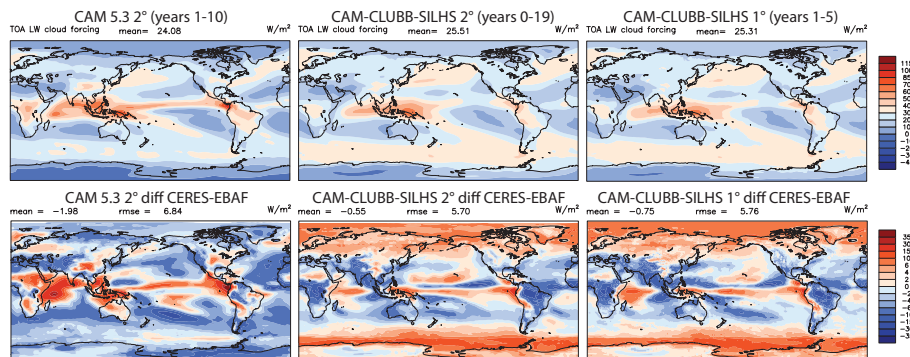 CAM 5.3 2° (years 1-10)
TOA LW cloud forcing mean= 24.08 W/m²
CAM-CLUBB-SILHS 2° (years 0-19)
TOA LW cloud forcing mean= 25.51 W/m²
CAM-CLUBB-SILHS 1° (years 1-5)
TOA LW cloud forcing mean= 25.31 W/m²
CAM 5.3 2° diff CERES-EBAF
mean = -1.98 rmse = 6.84 W/m²
CAM-CLUBB-SILHS 2° diff CERES-EBAF
mean = -0.55 rmse = 5.70 W/m²
CAM-CLUBB-SILHS 1° diff CERES-EBAF
mean = -0.75 rmse = 5.76 W/m²